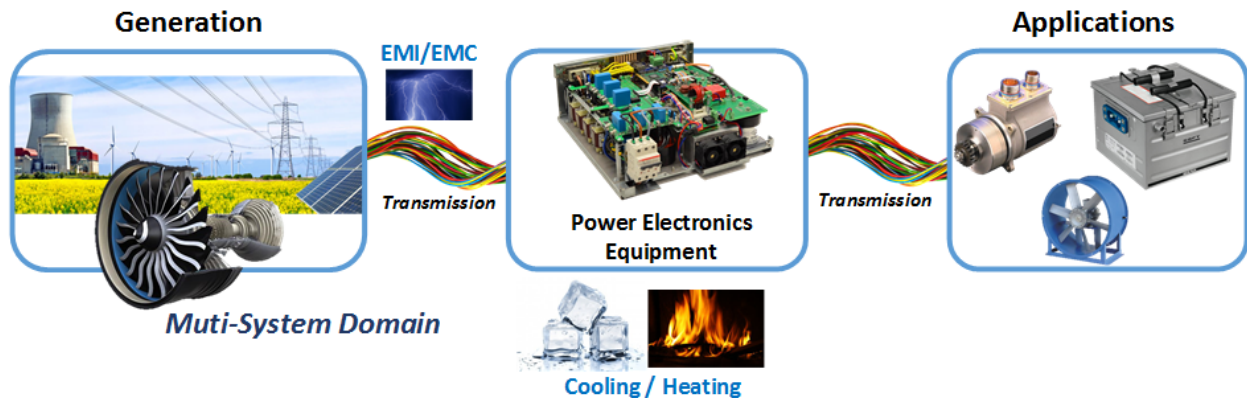 Generation
Applications
EMI/EMC
Transmission
Power Electronics
Equipment
Transmission
Muti-System Domain
Cooling / Heating